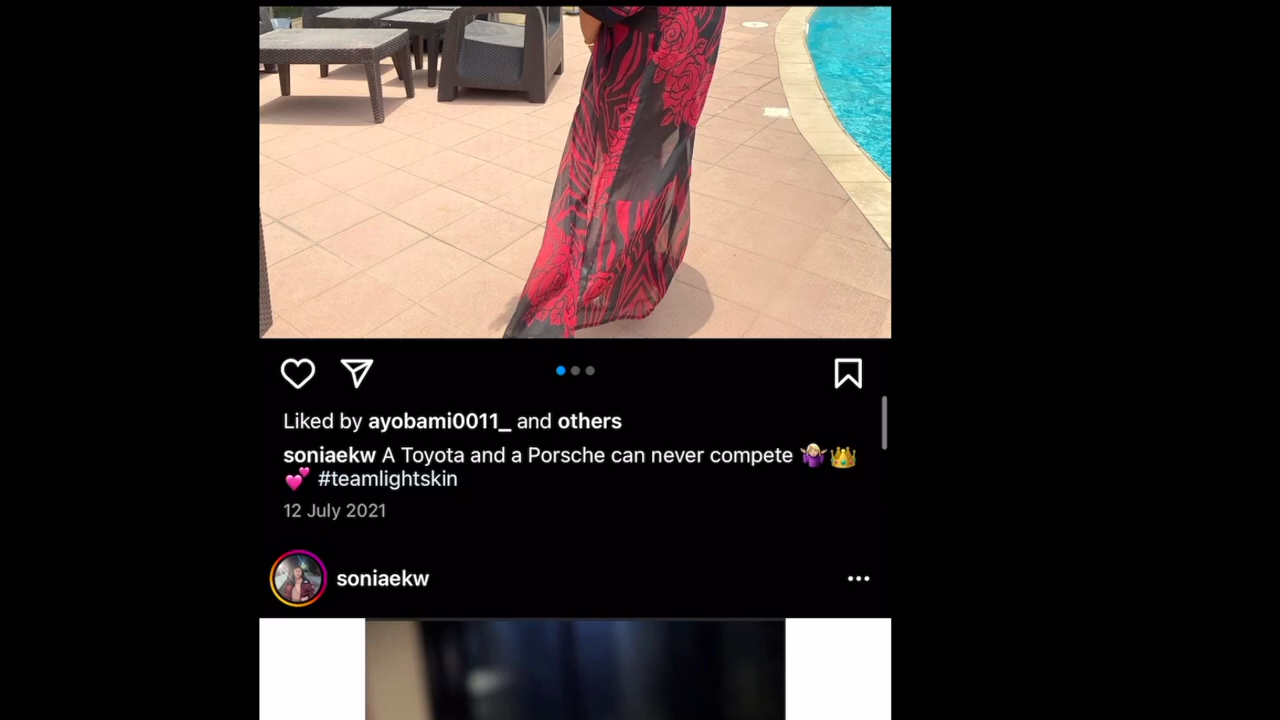 Liked by ayobami0011_ and others
soniaekw A Toyota and a Porsche can never compete 🤷🏼‍♀️👑
💕 #teamlightskin
12 July 2021
soniaekw